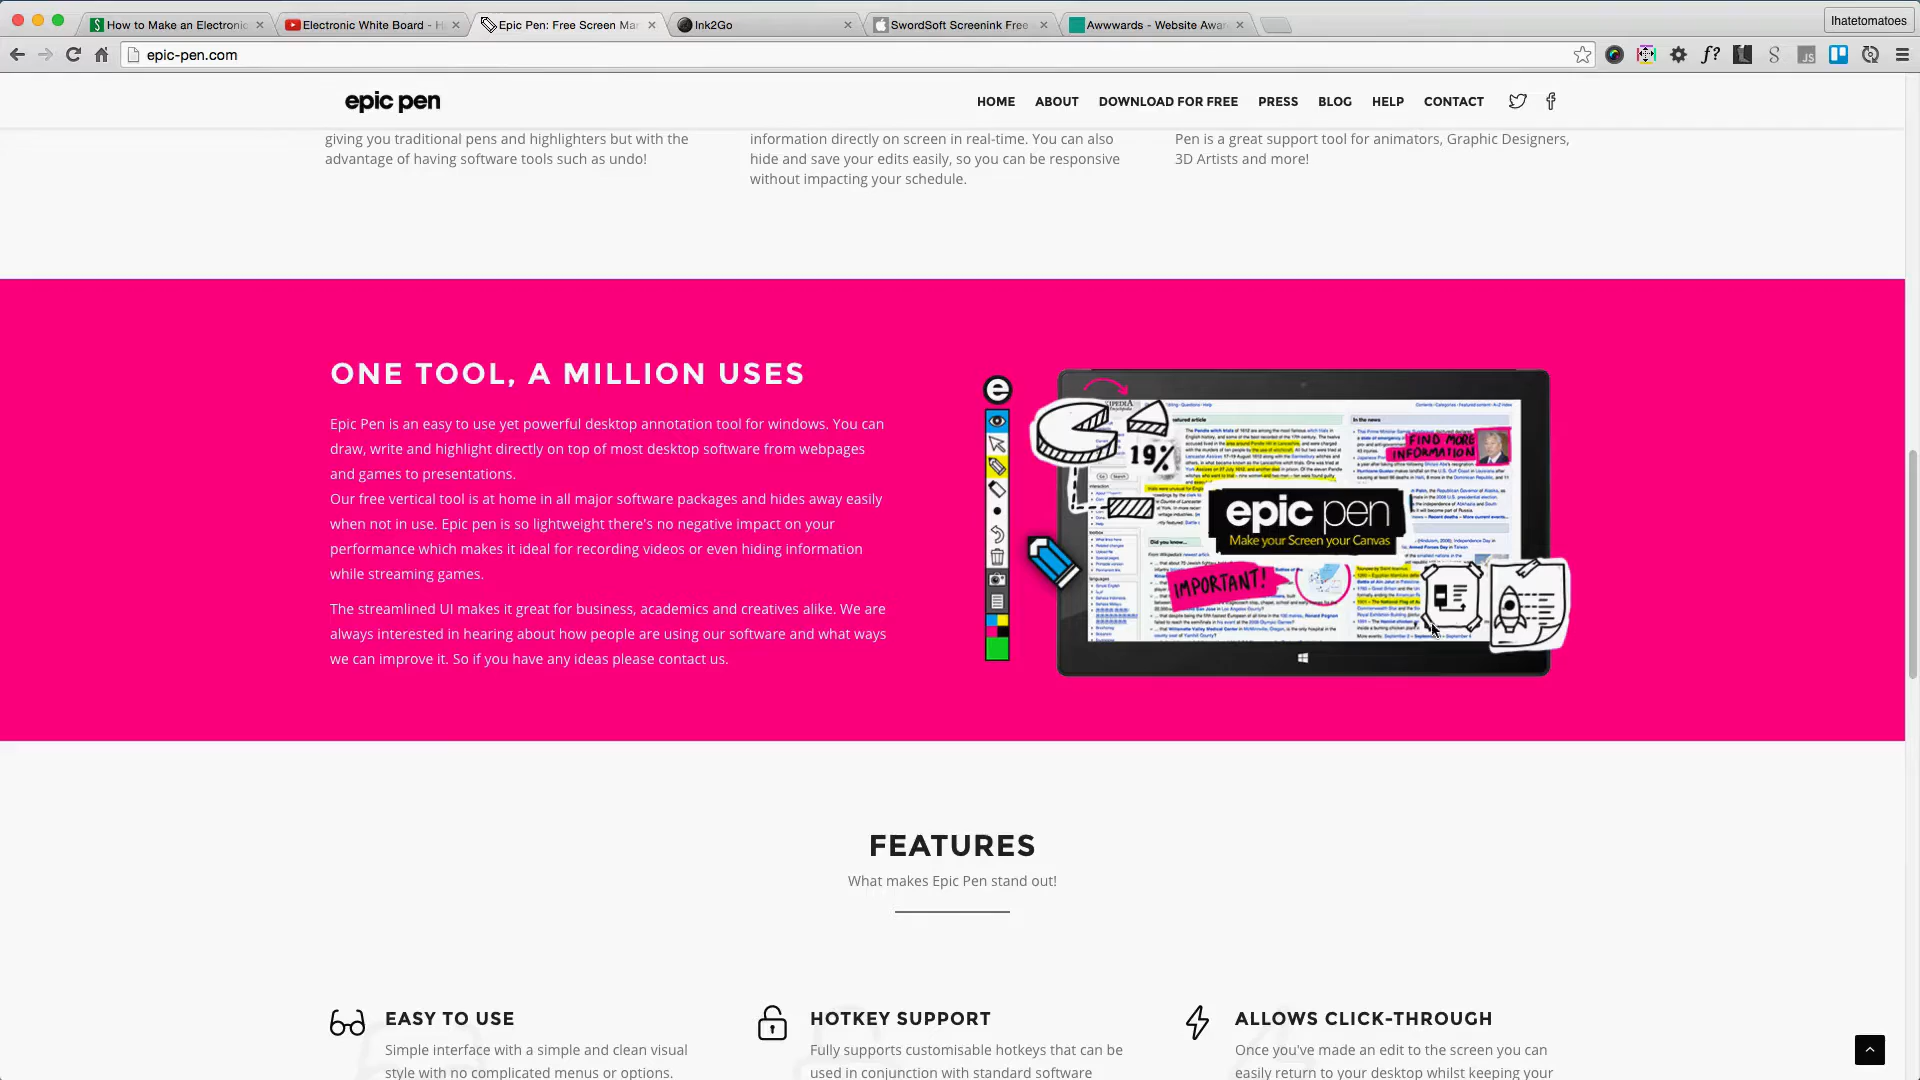 How to Make an Electronic
Electronic White Board - H
Epic Pen: Free Screen Mar
Ink2Go
SwordSoft Screenink Free
Awwwards - Website Awar
Ihatetomatoes
epic-pen.com
epic pen
HOME ABOUT DOWNLOAD FOR FREE PRESS BLOG HELP CONTACT
giving you traditional pens and highlighters but with the
advantage of having software tools such as undo!
information directly on screen in real-time. You can also
hide and save your edits easily, so you can be responsive
without impacting your schedule.
Pen is a great support tool for animators, Graphic Designers,
3D Artists and more!
ONE TOOL, A MILLION USES
Epic Pen is an easy to use yet powerful desktop annotation tool for windows. You can
draw, write and highlight directly on top of most desktop software from webpages
and games to presentations.
Our free vertical tool is at home in all major software packages and hides away easily
when not in use. Epic pen is so lightweight there's no negative impact on your
performance which makes it ideal for recording videos or even hiding information
while streaming games.
The streamlined UI makes it great for business, academics and creatives alike. We are
always interested in hearing about how people are using our software and what ways
we can improve it. So if you have any ideas please contact us.
19%
FIND MORE
INFORMATION
In the news
Did you know...
epic pen
Make your Screen your Canvas
IMPORTANT!
FEATURES
What makes Epic Pen stand out!
EASY TO USE
Simple interface with a simple and clean visual
style with no complicated menus or options.
HOTKEY SUPPORT
Fully supports customisable hotkeys that can be
used in conjunction with standard software
ALLOWS CLICK-THROUGH
Once you've made an edit to the screen you can
easily return to your desktop whilst keeping your